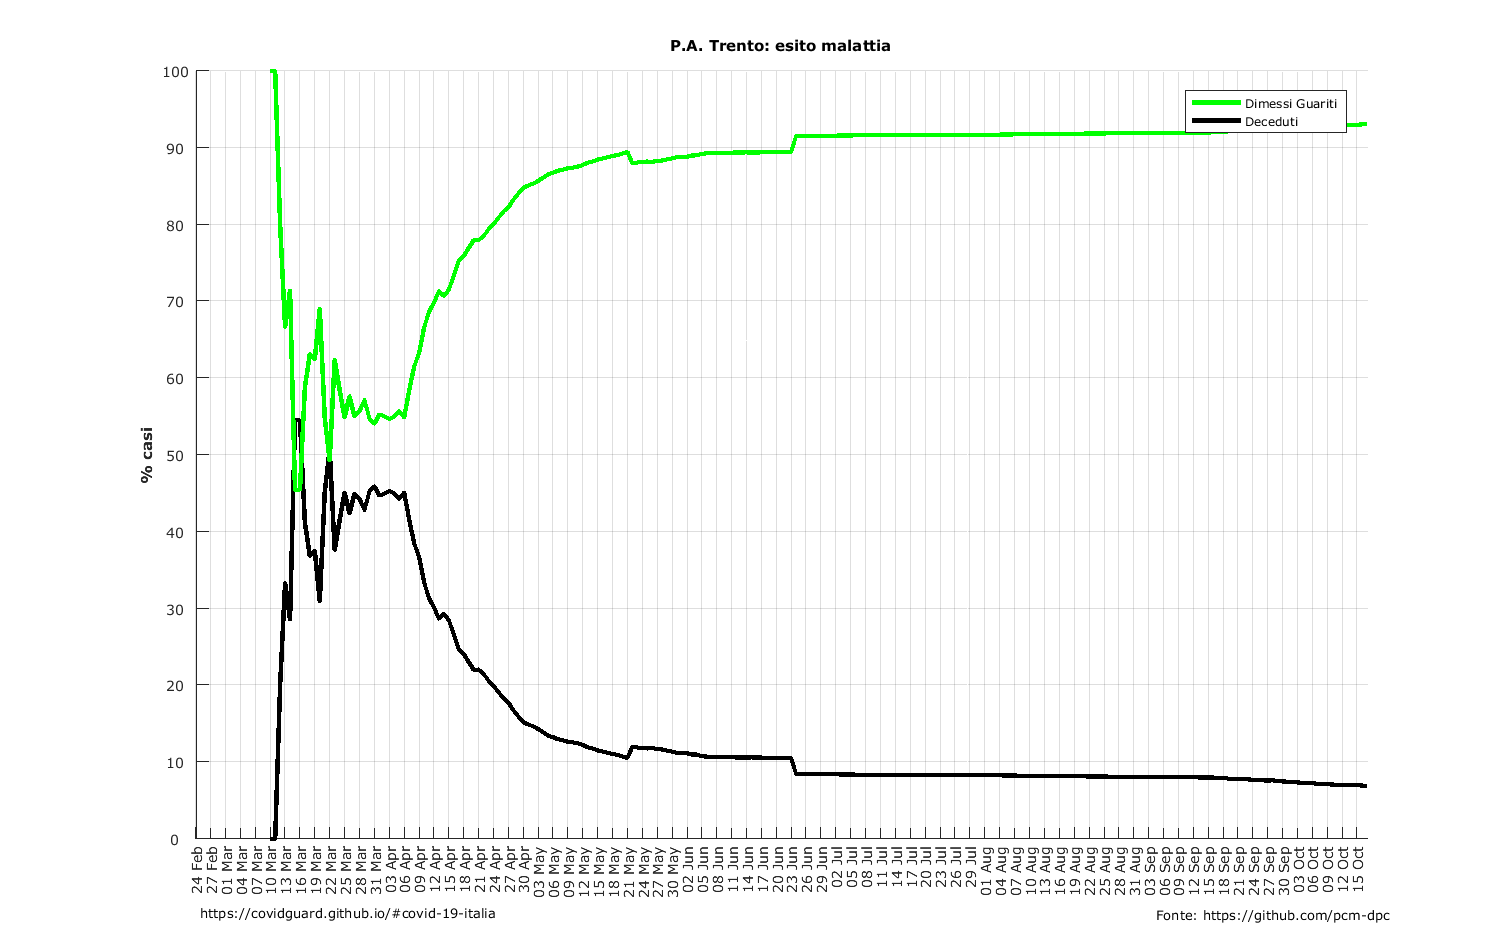 P.A. Trento: esito malattia
Dimessi Guariti
Deceduti
% casi
100
90
80
70
60
50
40
30
20
10
0
24 Feb
27 Feb
01 Mar
04 Mar
07 Mar
10 Mar
13 Mar
16 Mar
19 Mar
22 Mar
25 Mar
28 Mar
31 Mar
03 Apr
06 Apr
09 Apr
12 Apr
15 Apr
18 Apr
21 Apr
24 Apr
27 Apr
30 Apr
03 May
06 May
09 May
12 May
15 May
18 May
21 May
24 May
27 May
30 May
02 Jun
05 Jun
08 Jun
11 Jun
14 Jun
17 Jun
20 Jun
23 Jun
26 Jun
29 Jun
02 Jul
05 Jul
08 Jul
11 Jul
14 Jul
17 Jul
20 Jul
23 Jul
26 Jul
29 Jul
01 Aug
04 Aug
07 Aug
10 Aug
13 Aug
16 Aug
19 Aug
22 Aug
25 Aug
28 Aug
31 Aug
03 Sep
06 Sep
09 Sep
12 Sep
15 Sep
18 Sep
21 Sep
24 Sep
27 Sep
30 Sep
03 Oct
06 Oct
09 Oct
12 Oct
15 Oct
https://covidguard.github.io/#covid-19-italia
Fonte: https://github.com/pcm-dpc